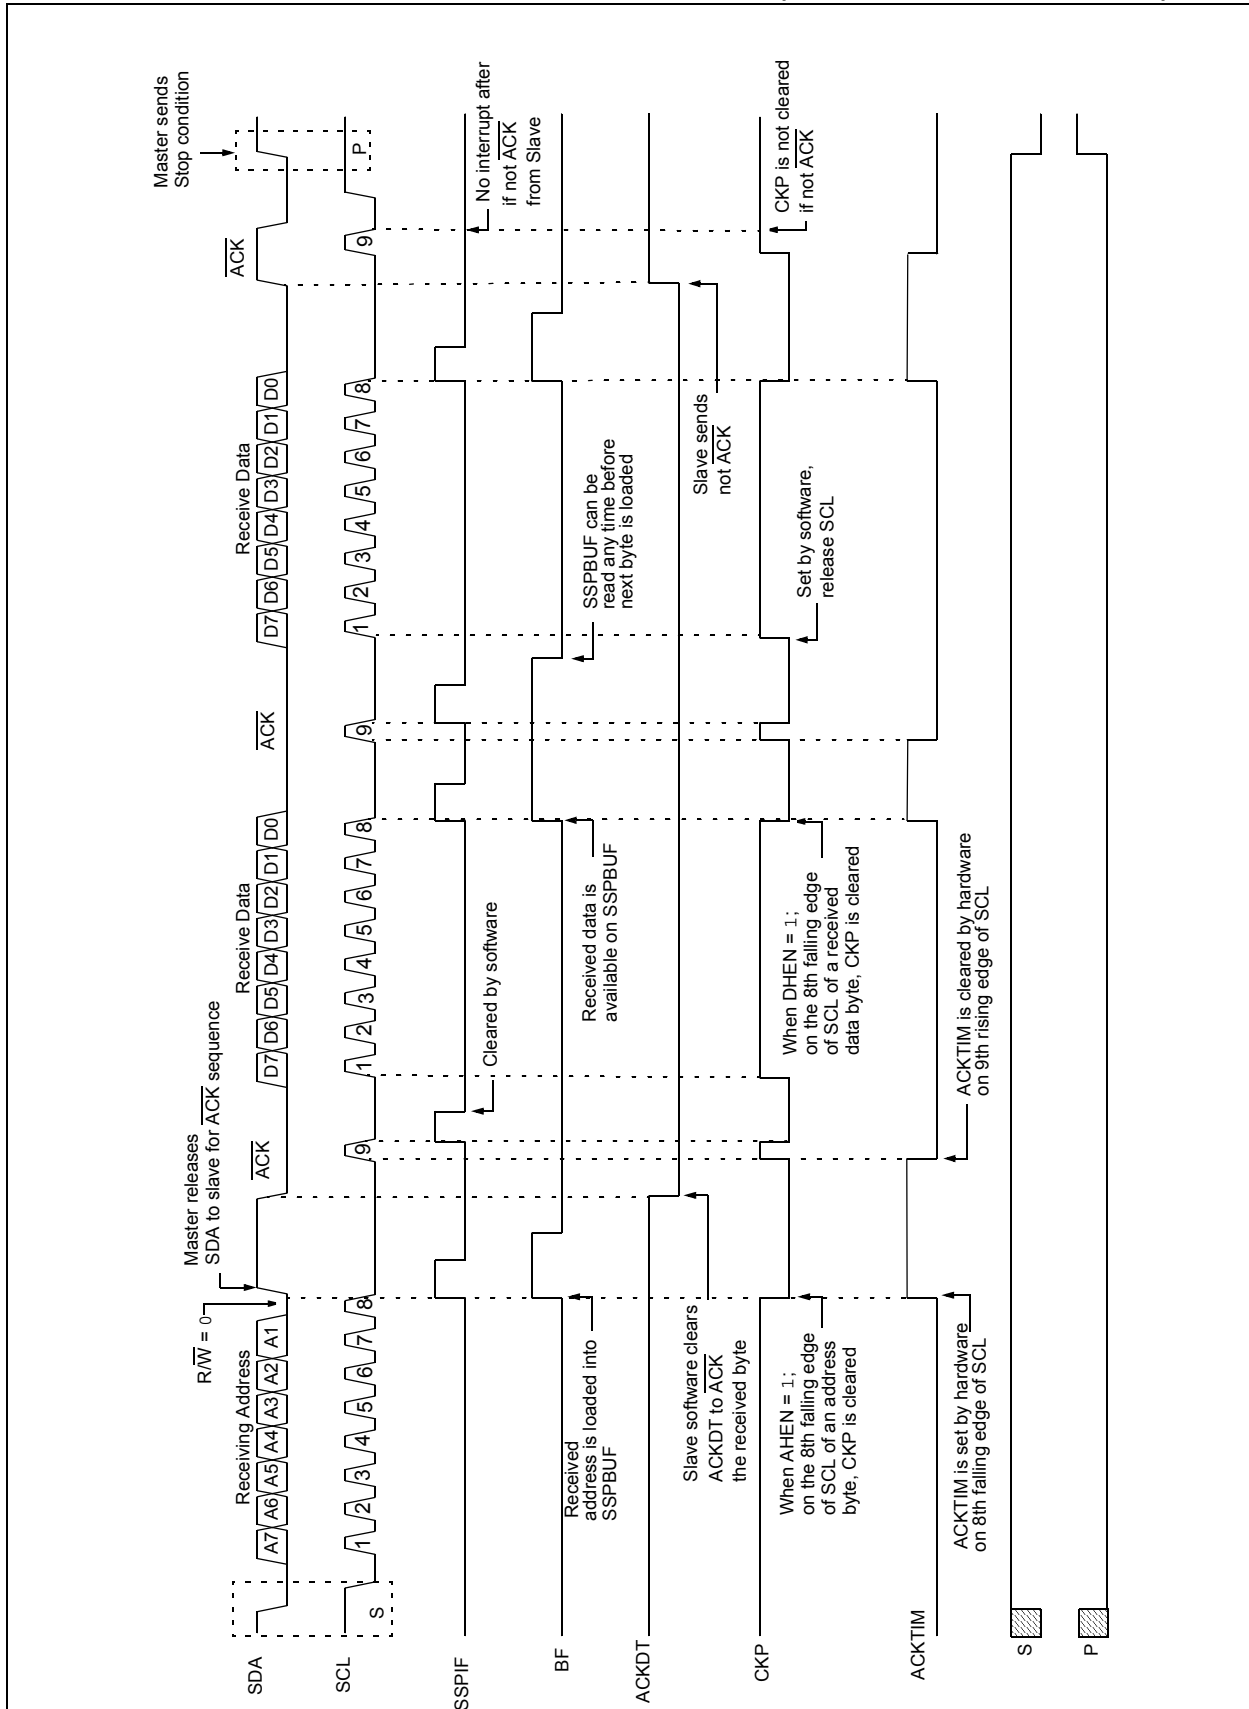 Master sends
Stop condition
Master releases
SDA to slave for ACK sequence
R/W = 0
Receiving Address
Receive Data
Receive Data
ACK
ACK
ACK
SDA
A7 A6 A5 A4 A3 A2 A1
D7 D6 D5 D4 D3 D2 D1 D0
D7 D6 D5 D4 D3 D2 D1 D0
SCL
S
1 2 3 4 5 6 7 8 9
1 2 3 4 5 6 7 8 9
1 2 3 4 5 6 7 8 9
P
SSPIF
Cleared by software
No interrupt after
if not ACK
from Slave
BF
Received
address is loaded into
SSPBUF
Received data is
available on SSPBUF
SSPBUF can be
read any time before
next byte is loaded
ACKDT
Slave software clears
ACKDT to ACK
the received byte
Slave sends
not ACK
CKP
When AHEN = 1;
on the 8th falling edge
of SCL of an address
byte, CKP is cleared
When DHEN = 1;
on the 8th falling edge
of SCL of a received
data byte, CKP is cleared
Set by software,
release SCL
CKP is not cleared
if not ACK
ACKTIM
ACKTIM is set by hardware
on 8th falling edge of SCL
ACKTIM is cleared by hardware
on 9th rising edge of SCL
S
P